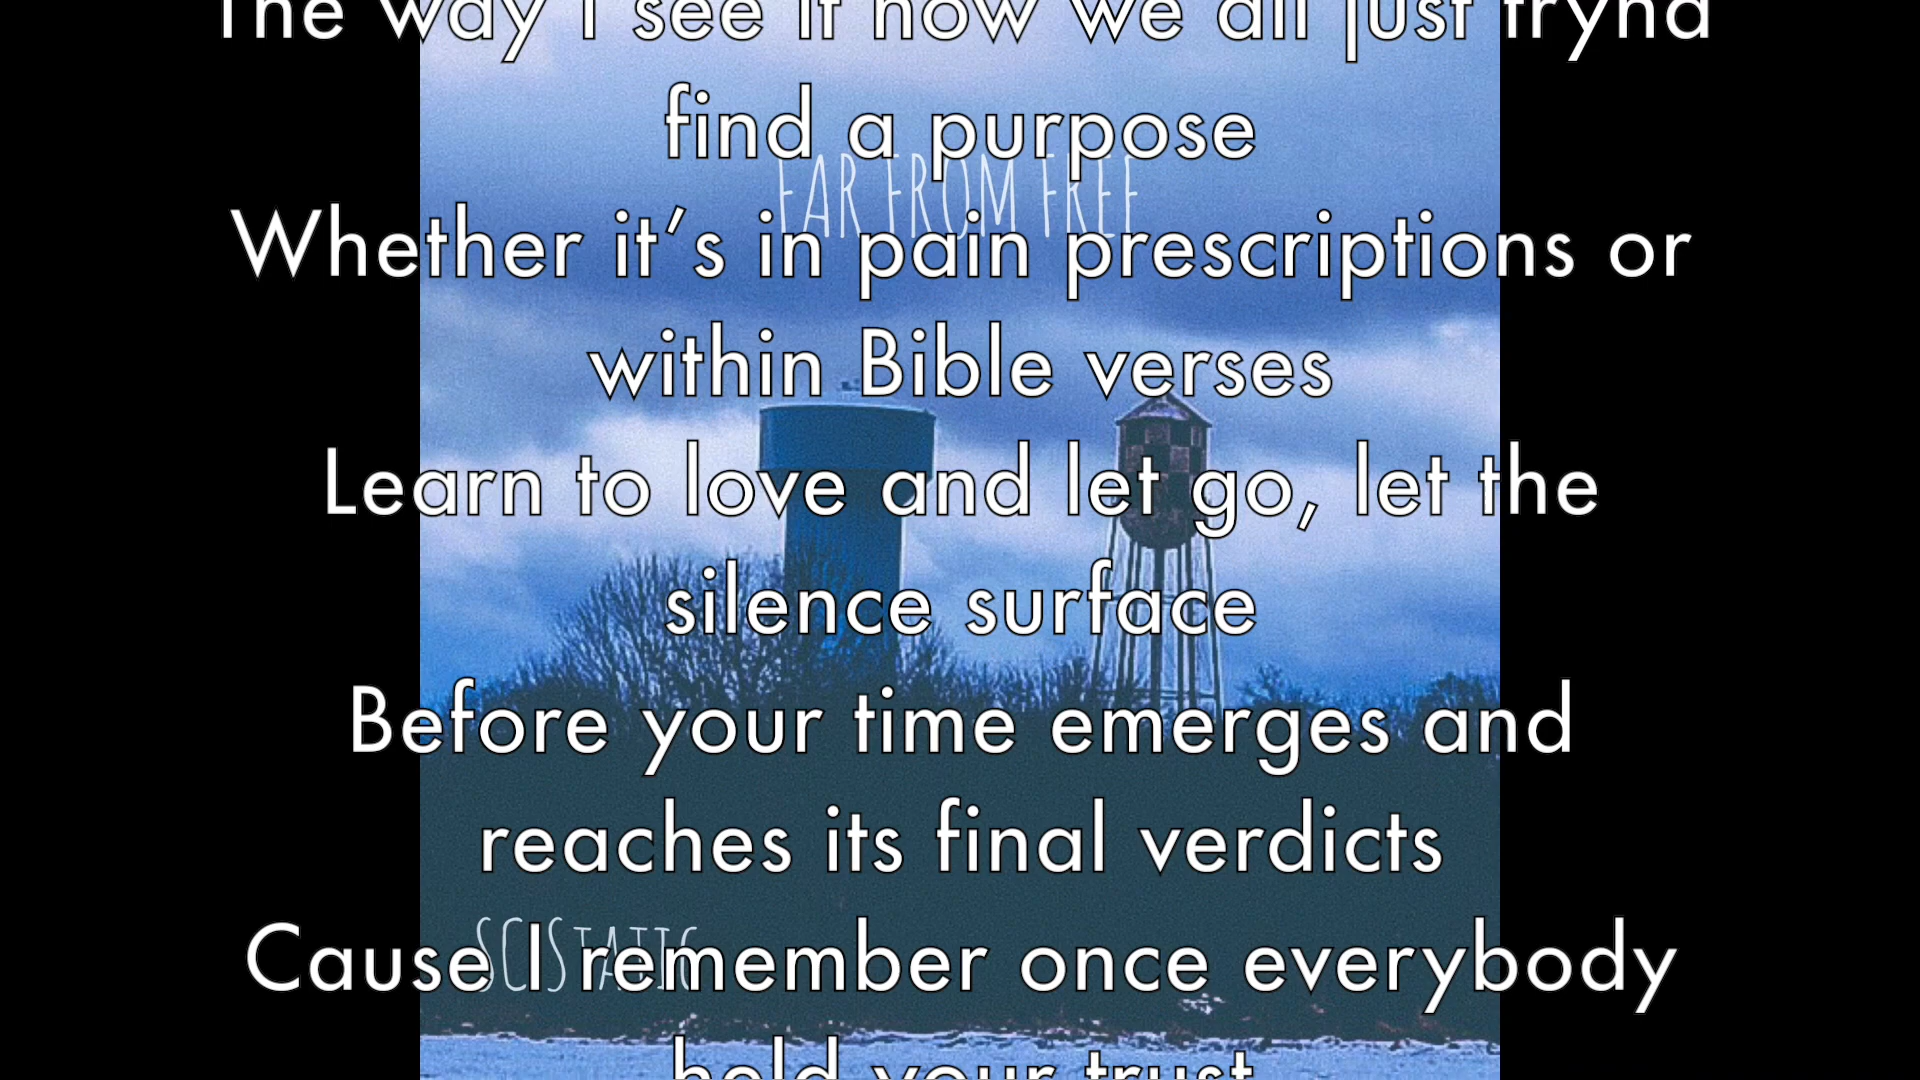 The way I see it now we all just tryna
find a purpose
FAR FROM FREE
Whether it’s in pain prescriptions or
within Bible verses
Learn to love and let go, let the
silence surface
Before your time emerges and
reaches its final verdicts
Cause I remember once everybody
SCISTATIC
held your trust